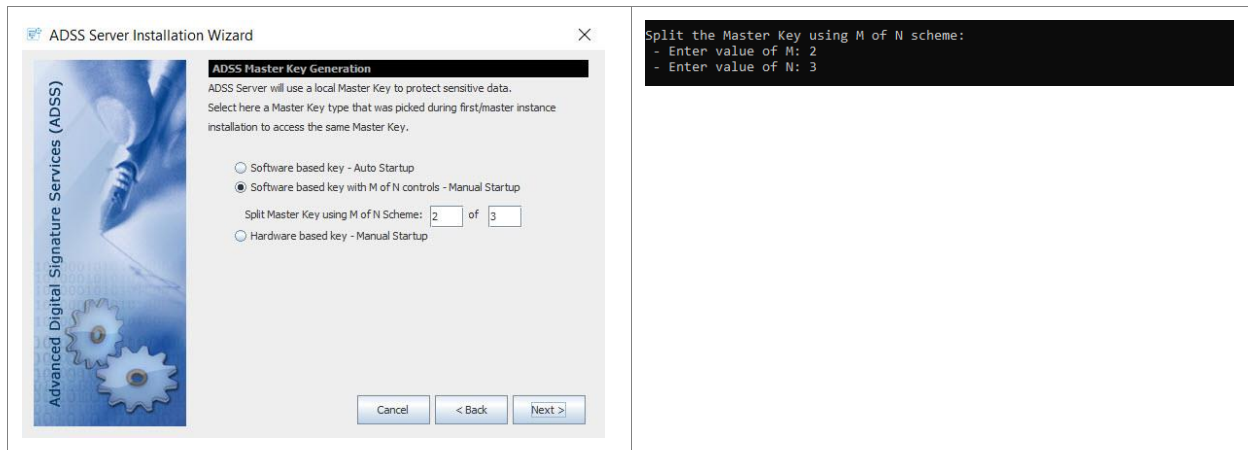 ADSS Server Installation Wizard
Advanced Digital Signature Services (ADSS)
ADSS Master Key Generation
ADSS Server will use a local Master Key to protect sensitive data.
Select here a Master Key type that was picked during first/master instance
installation to access the same Master Key.
Software based key - Auto Startup
Software based key with M of N controls - Manual Startup
Split Master Key using M of N Scheme: 2 of 3
Hardware based key - Manual Startup
Cancel < Back Next >
Split the Master Key using M of N scheme:
- Enter value of M: 2
- Enter value of N: 3